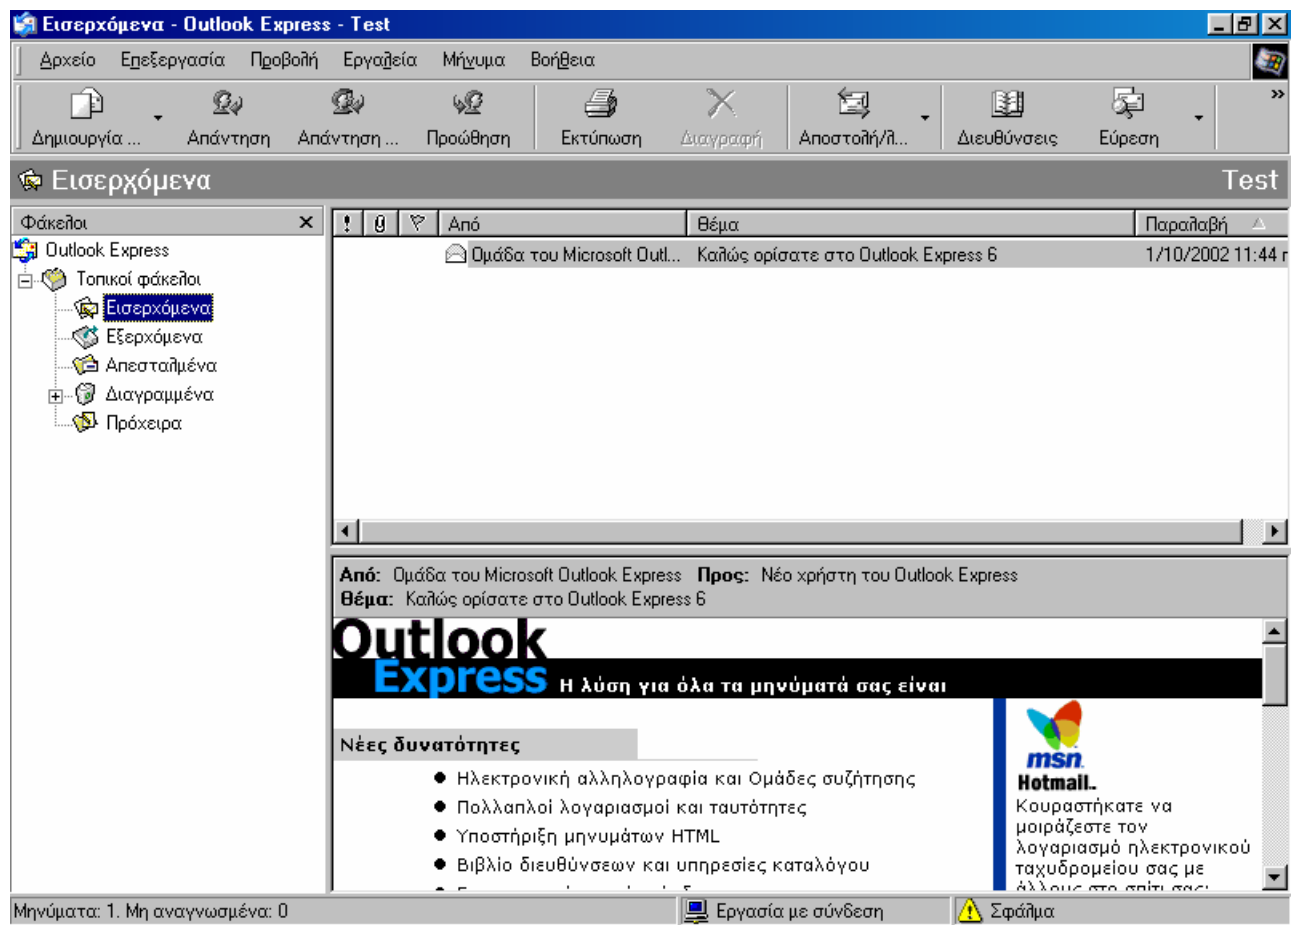 Εισερχόμενα - Outlook Express - Test
Αρχείο Επεξεργασία Προβολή Εργαλεία Μήνυμα Βοήθεια
Δημιουργία ... Απάντηση Απάντηση ... Προώθηση Εκτύπωση Διαγραφή Αποστολή/λ... Διευθύνσεις Εύρεση »
Εισερχόμενα Test
Φάκελοι
Outlook Express
Τοπικοί φάκελοι
Εισερχόμενα
Εξερχόμενα
Απεσταλμένα
Διαγραμμένα
Πρόχειρα
Από Θέμα Παραλαβή
Ομάδα του Microsoft Outl... Καλώς ορίσατε στο Outlook Express 6 1/10/2002 11:44
Από: Ομάδα του Microsoft Outlook Express Προς: Νέο χρήστη του Outlook Express
Θέμα: Καλώς ορίσατε στο Outlook Express 6
Outlook
Express Η λύση για όλα τα μηνύματά σας είναι
Νέες δυνατότητες
● Ηλεκτρονική αλληλογραφία και Ομάδες συζήτησης
● Πολλαπλοί λογαριασμοί και ταυτότητες
● Υποστήριξη μηνυμάτων HTML
● Βιβλίο διευθύνσεων και υπηρεσίες καταλόγου
msn
Hotmail
Κουραστήκατε να
μοιράζεστε τον
λογαριασμό ηλεκτρονικού
ταχυδρομείου σας με
άλλους στο σπίτι σας;
Μηνύματα: 1. Μη αναγνωσμένα: 0 Εργασία με σύνδεση Σφάλμα